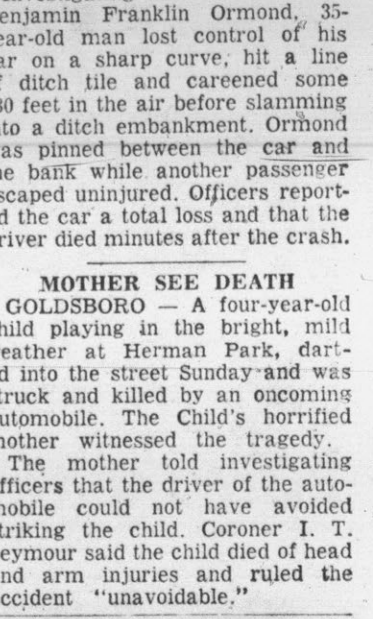 enjamin Franklin Ormond, 35-
ear-old man lost control of his
ar on a sharp curve, hit a line
ditch tile and careened some
0 feet in the air before slamming
to a ditch embankment. Ormond
as pinned between the car and
e bank while another passenger
scaped uninjured. Officers report-
d the car a total loss and that the
river died minutes after the crash.
MOTHER SEE DEATH
GOLDSBORO — A four-year-old
hild playing in the bright, mild
eather at Herman Park, dart-
d into the street Sunday and was
truck and killed by an oncoming
utomobile. The Child's horrified
nother witnessed the tragedy.
The mother told investigating
fficers that the driver of the auto-
nobile could not have avoided
triking the child. Coroner I. T.
eymour said the child died of head
nd arm injuries and ruled the
ccident "unavoidable."